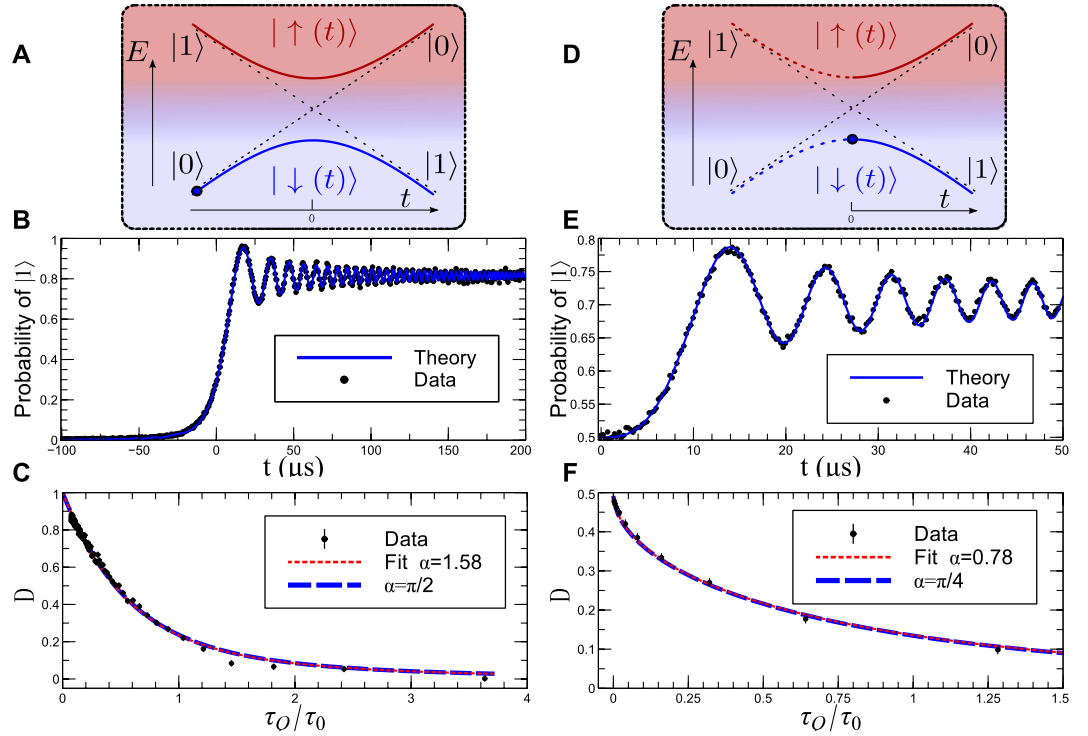 A
E
|1⟩
| ↑ (t)⟩
|0⟩
|0⟩
| ↓ (t)⟩
|1⟩
t
0
D
E
|1⟩
| ↑ (t)⟩
|0⟩
|0⟩
| ↓ (t)⟩
|1⟩
t
0
B
Probability of |1⟩
1
0.8
0.6
0.4
0.2
0
Theory
Data
-100 -50 0 50 100 150 200
t (μs)
E
Probability of |1⟩
0.8
0.75
0.7
0.65
0.6
0.55
0.5
Theory
Data
0 10 20 30 40 50
t (μs)
C
D
1
0.8
0.6
0.4
0.2
0
Data
Fit α=1.58
α=π/2
0 1 2 3 4
τ_Q/τ_0
F
D
0.5
0.4
0.3
0.2
0.1
0
Data
Fit α=0.78
α=π/4
0 0.25 0.5 0.75 1 1.25 1.5
τ_Q/τ_0